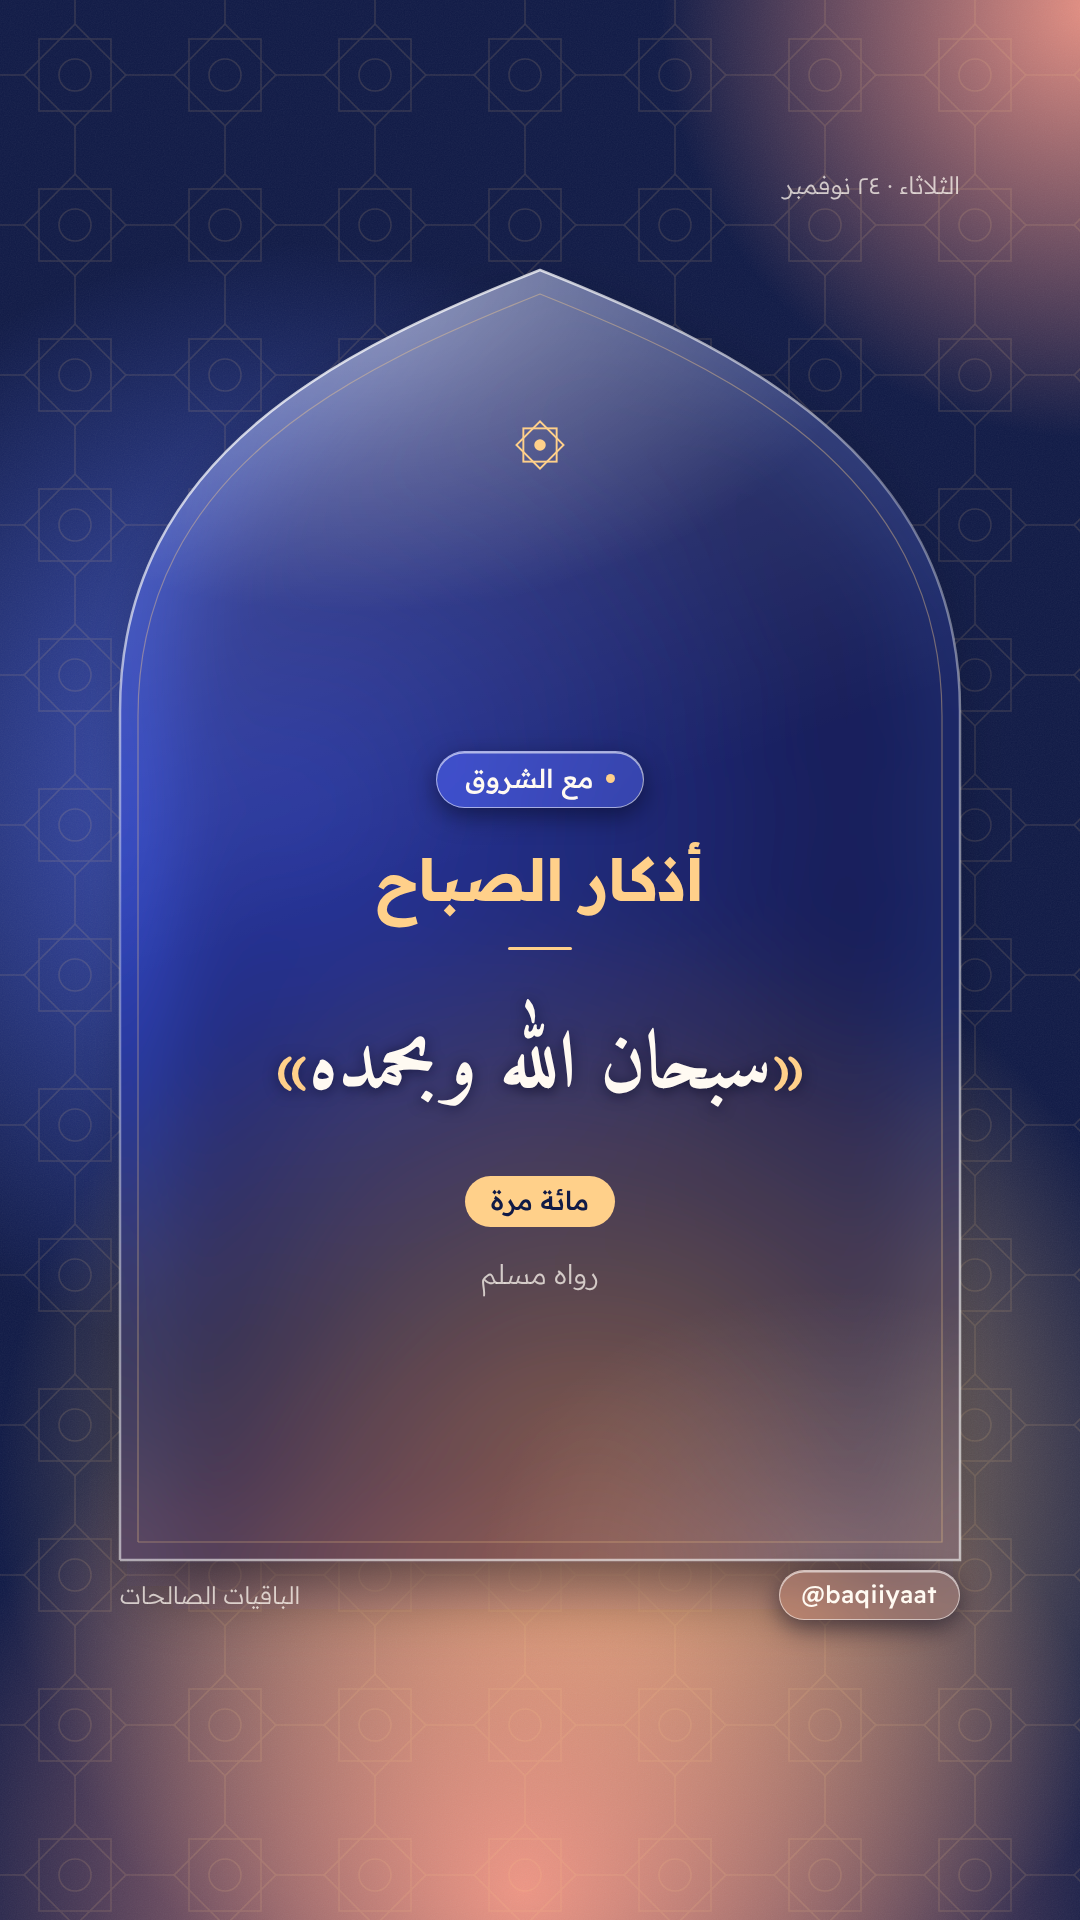 الثلاثاء · ٢٤ نوفمبر
مع الشروق
أذكار الصباح
«سبحان الله وبحمده»
مائة مرة
رواه مسلم
@baqiiyaat
الباقيات الصالحات